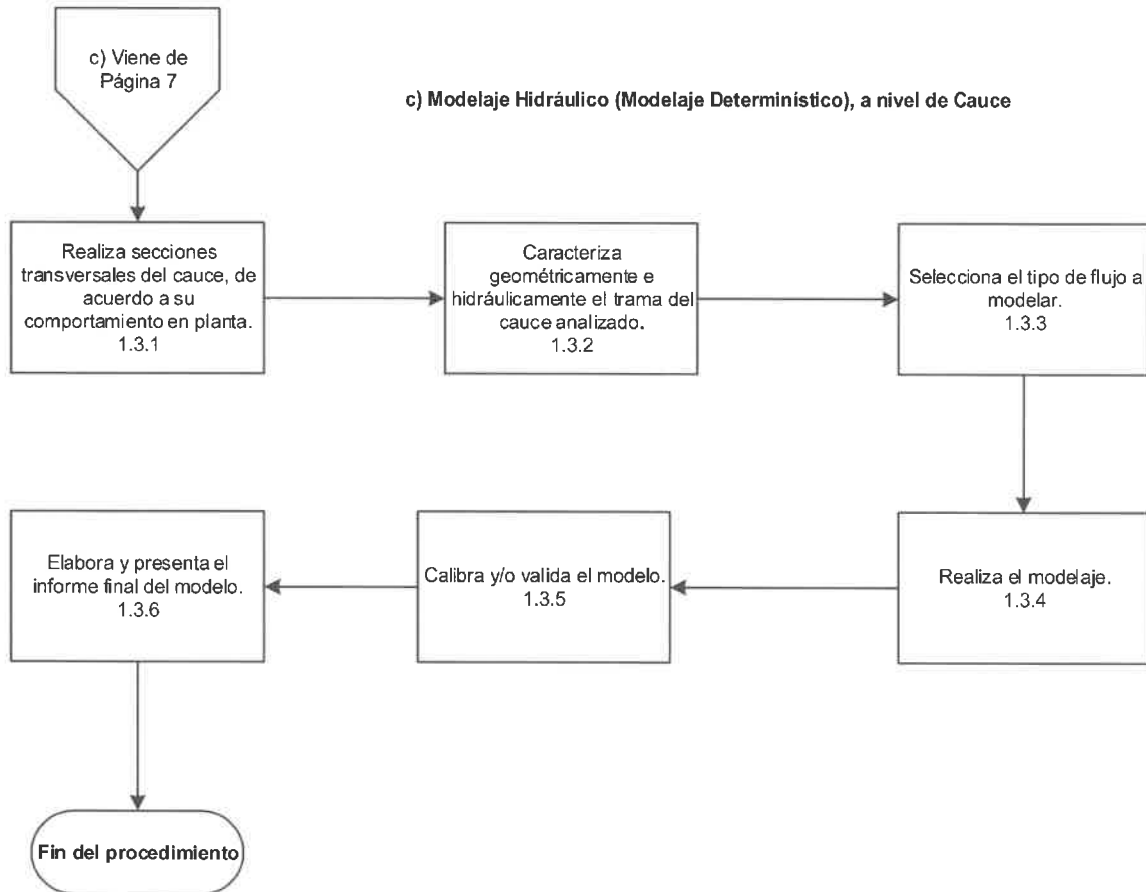 c) Viene de
Página 7
c) Modelaje Hidráulico (Modelaje Determinístico), a nivel de Cauce
Realiza secciones
transversales del cauce, de
acuerdo a su
comportamiento en planta.
1.3.1
Caracteriza
geométricamente e
hidráulicamente el trama del
cauce analizado.
1.3.2
Selecciona el tipo de flujo a
modelar.
1.3.3
Realiza el modelaje.
1.3.4
Calibra y/o valida el modelo.
1.3.5
Elabora y presenta el
informe final del modelo.
1.3.6
Fin del procedimiento